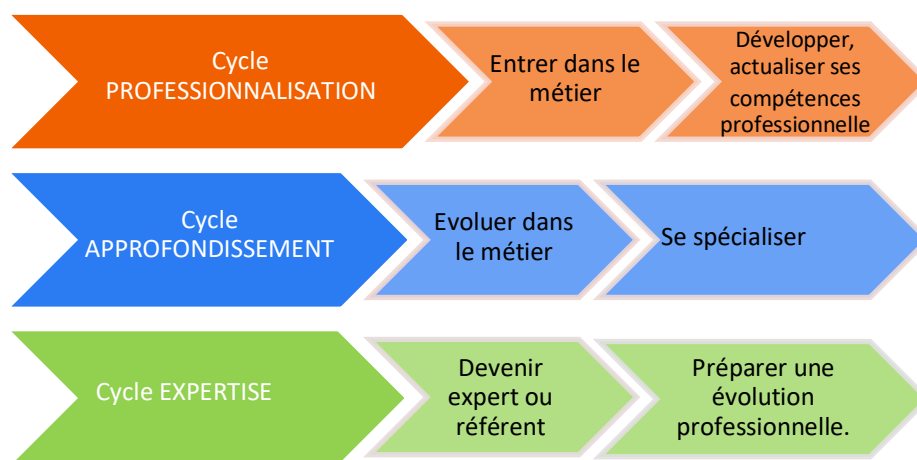 Cycle
PROFESSIONNALISATION
Entrer dans le
métier
Développer,
actualiser ses
compétences
professionnelle
Cycle
APPROFONDISSEMENT
Evoluer dans
le métier
Se spécialiser
Cycle EXPERTISE
Devenir
expert ou
référent
Préparer une
évolution
professionnelle.